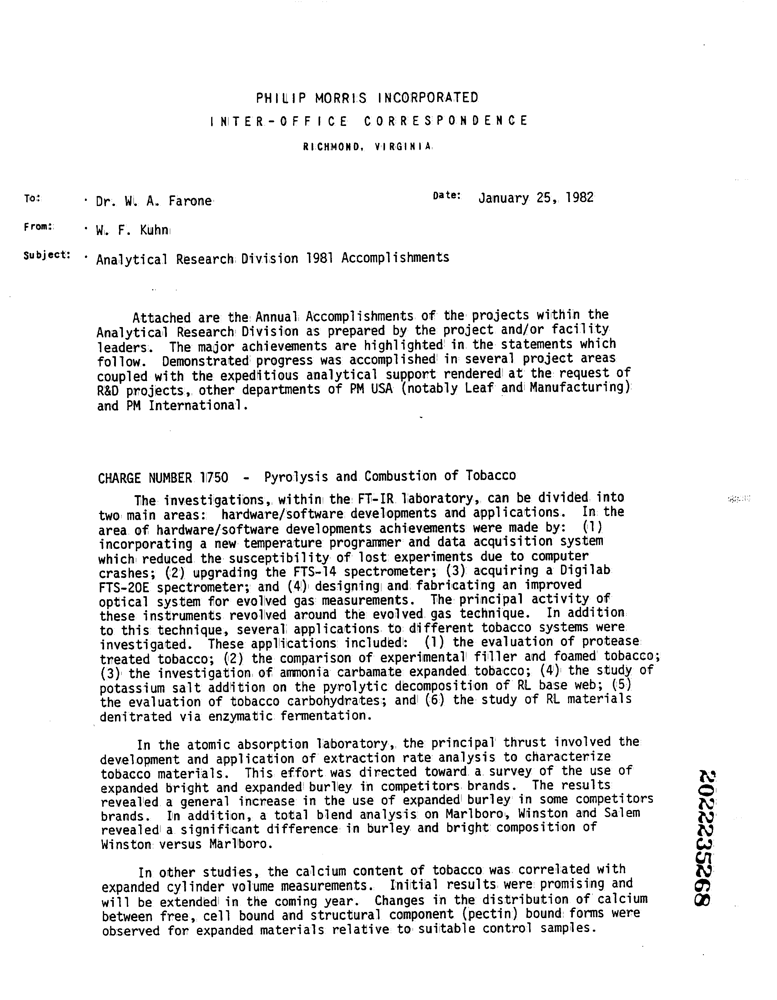 PHILIP MORRIS INCORPORATED
INTER-OFFICE CORRESPONDENCE
RICHMOND, VIRGINIA
To: · Dr. W. A. Farone Date: January 25, 1982
From: · W. F. Kuhn
Subject: · Analytical Research Division 1981 Accomplishments
Attached are the Annual Accomplishments of the projects within the
Analytical Research Division as prepared by the project and/or facility
leaders. The major achievements are highlighted in the statements which
follow. Demonstrated progress was accomplished in several project areas
coupled with the expeditious analytical support rendered at the request of
R&D projects, other departments of PM USA (notably Leaf and Manufacturing)
and PM International.
CHARGE NUMBER 1750 - Pyrolysis and Combustion of Tobacco
The investigations, within the FT-IR laboratory, can be divided into
two main areas: hardware/software developments and applications. In the
area of hardware/software developments achievements were made by: (1)
incorporating a new temperature programmer and data acquisition system
which reduced the susceptibility of lost experiments due to computer
crashes; (2) upgrading the FTS-14 spectrometer; (3) acquiring a Digilab
FTS-20E spectrometer; and (4) designing and fabricating an improved
optical system for evolved gas measurements. The principal activity of
these instruments revolved around the evolved gas technique. In addition
to this technique, several applications to different tobacco systems were
investigated. These applications included: (1) the evaluation of protease
treated tobacco; (2) the comparison of experimental filler and foamed tobacco;
(3) the investigation of ammonia carbamate expanded tobacco; (4) the study of
potassium salt addition on the pyrolytic decomposition of RL base web; (5)
the evaluation of tobacco carbohydrates; and (6) the study of RL materials
denitrated via enzymatic fermentation.
In the atomic absorption laboratory, the principal thrust involved the
development and application of extraction rate analysis to characterize
tobacco materials. This effort was directed toward a survey of the use of
expanded bright and expanded burley in competitors brands. The results
revealed a general increase in the use of expanded burley in some competitors
brands. In addition, a total blend analysis on Marlboro, Winston and Salem
revealed a significant difference in burley and bright composition of
Winston versus Marlboro.
In other studies, the calcium content of tobacco was correlated with
expanded cylinder volume measurements. Initial results were promising and
will be extended in the coming year. Changes in the distribution of calcium
between free, cell bound and structural component (pectin) bound forms were
observed for expanded materials relative to suitable control samples.
2022235268